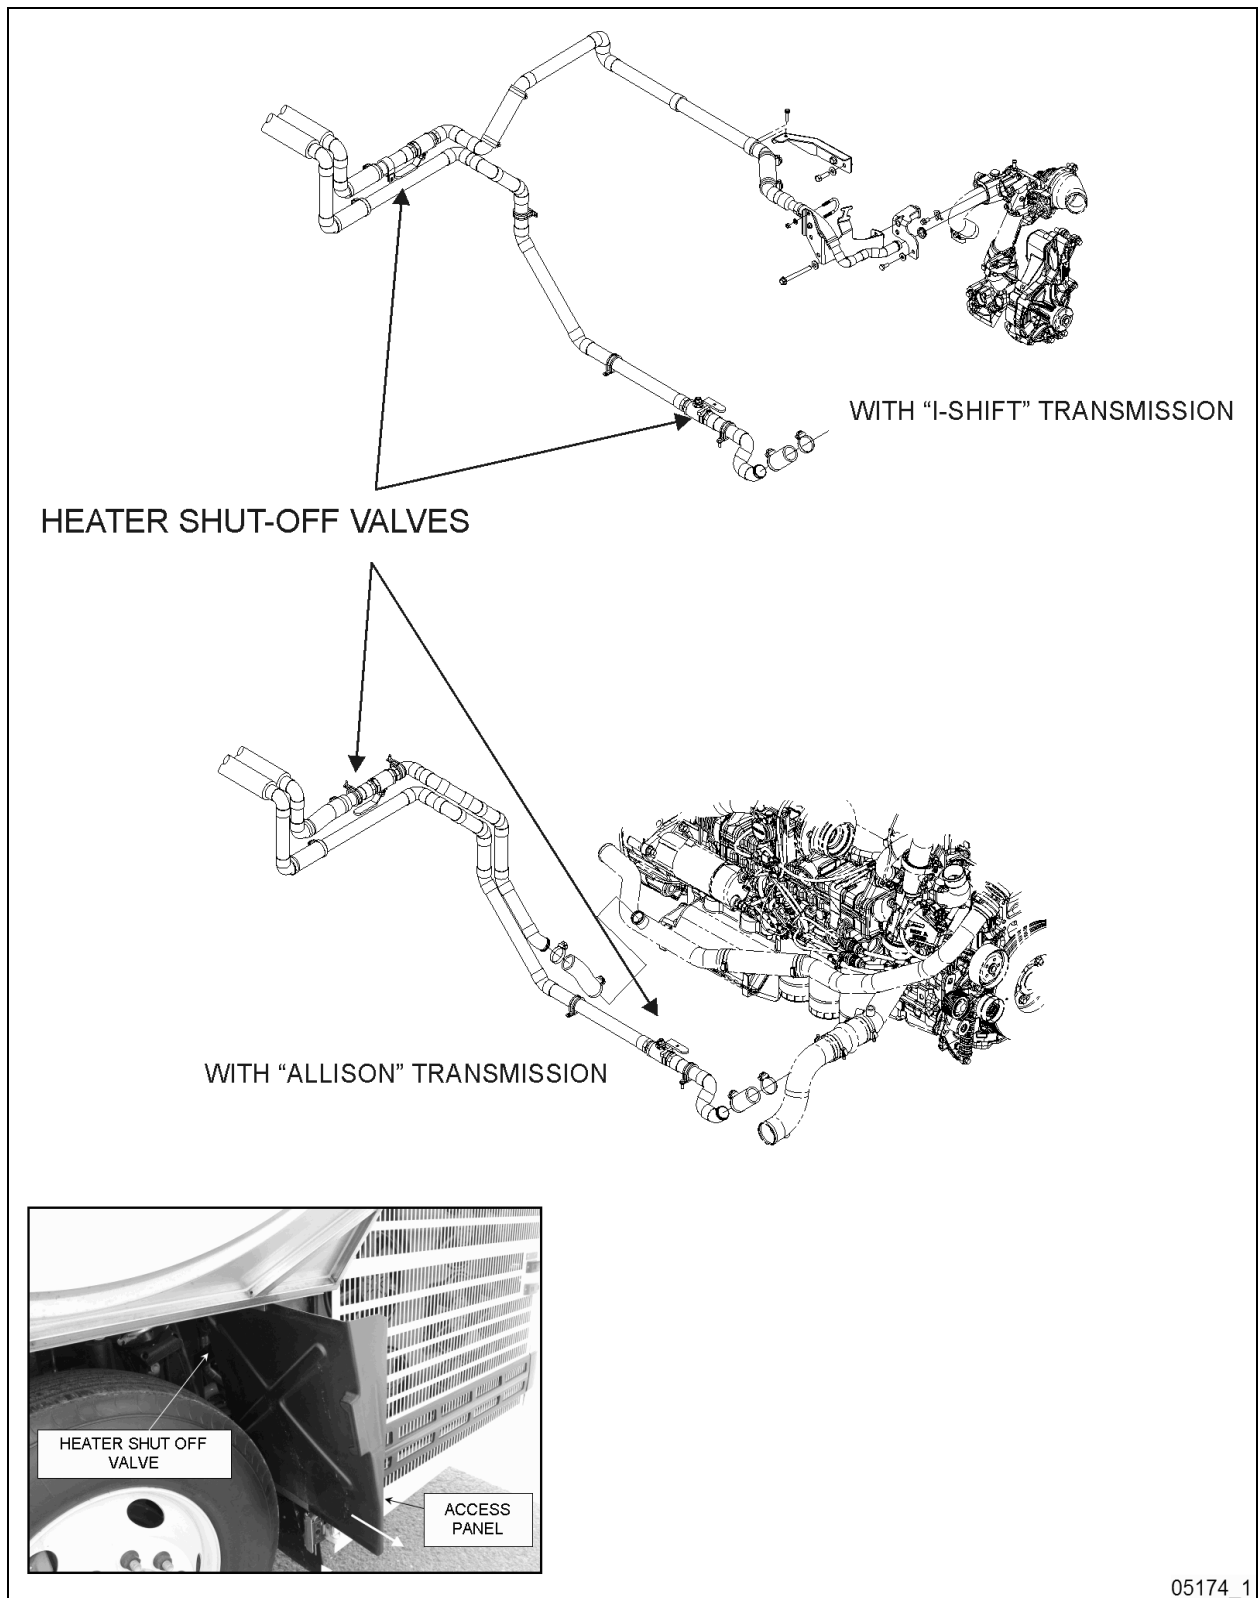 WITH “I-SHIFT” TRANSMISSION
HEATER SHUT-OFF VALVES
WITH “ALLISON” TRANSMISSION
HEATER SHUT OFF
VALVE
ACCESS
PANEL
05174_1